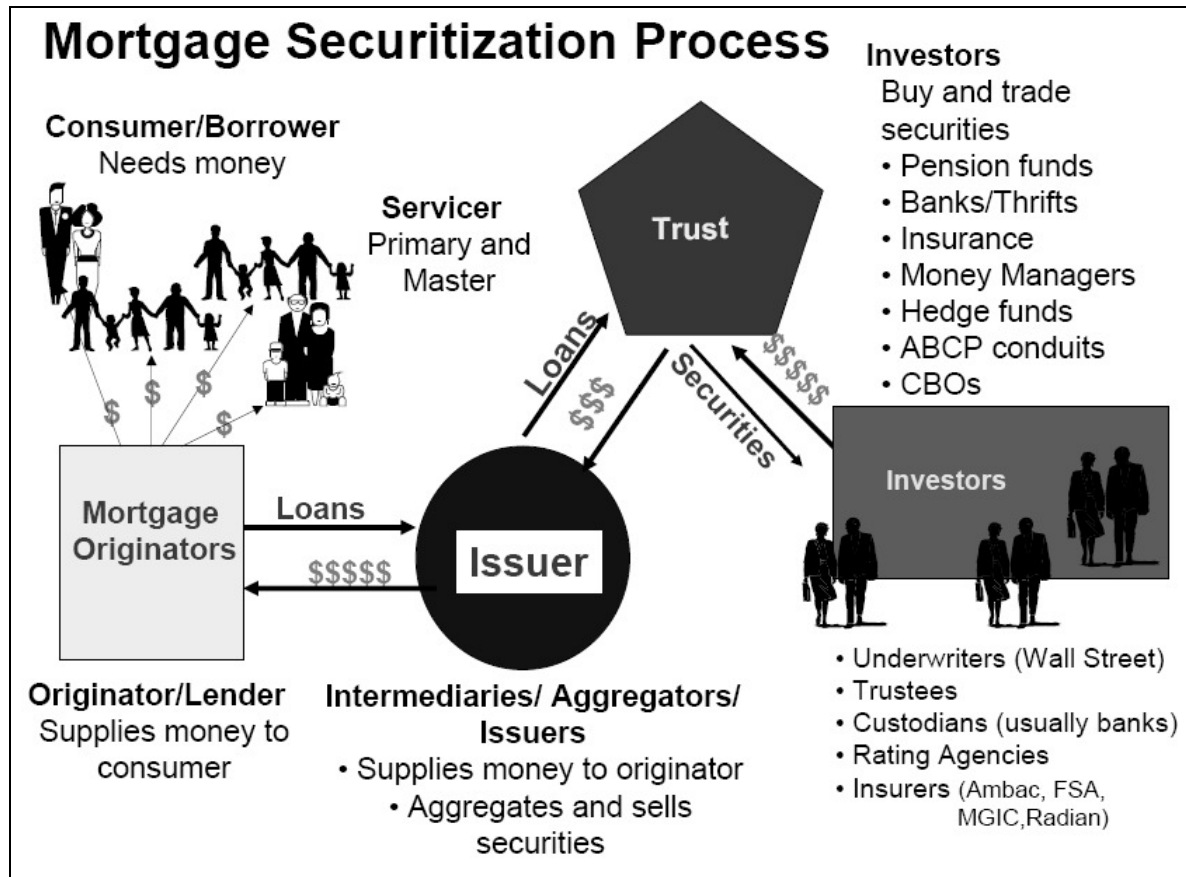 Mortgage Securitization Process
Consumer/Borrower
Needs money
Servicer
Primary and
Master
Trust
Investors
Buy and trade
securities
• Pension funds
• Banks/Thrifts
• Insurance
• Money Managers
• Hedge funds
• ABCP conduits
• CBOs
$
$
$
$
Loans
$$$
Securities
$$$$$
Mortgage
Originators
Loans
$$$$$
Issuer
Investors
Originator/Lender
Supplies money to
consumer
Intermediaries/ Aggregators/
Issuers
• Supplies money to originator
• Aggregates and sells
securities
• Underwriters (Wall Street)
• Trustees
• Custodians (usually banks)
• Rating Agencies
• Insurers (Ambac, FSA,
MGIC,Radian)